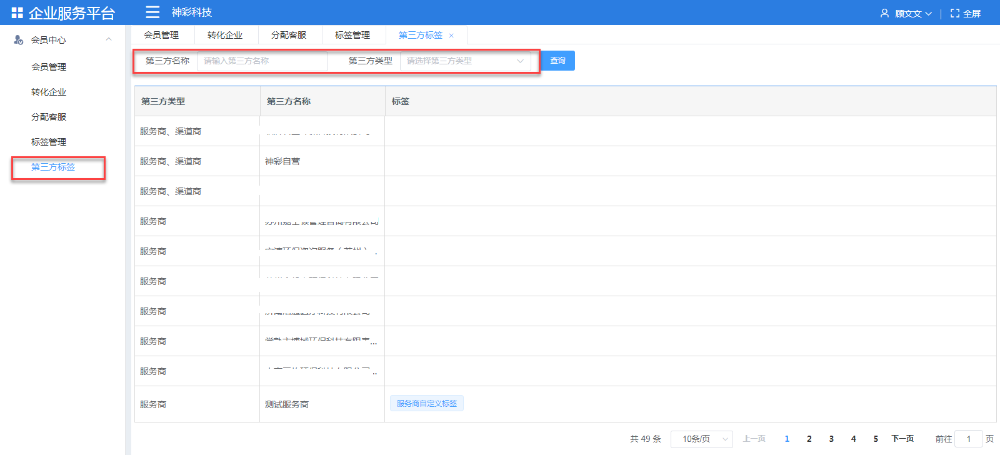 企业服务平台
神彩科技
顾文文
全屏
会员中心
会员管理
转化企业
分配客服
标签管理
第三方标签
会员管理 转化企业 分配客服 标签管理 第三方标签 ×
第三方名称 请输入第三方名称 第三方类型 请选择第三方类型 查询
第三方类型 第三方名称 标签
服务商、渠道商
服务商、渠道商 神彩自营
服务商、渠道商
服务商
服务商
服务商
服务商
服务商
服务商
服务商 测试服务商 服务商自定义标签
共 49 条 10条/页 上一页 1 2 3 4 5 下一页 前往 1 页